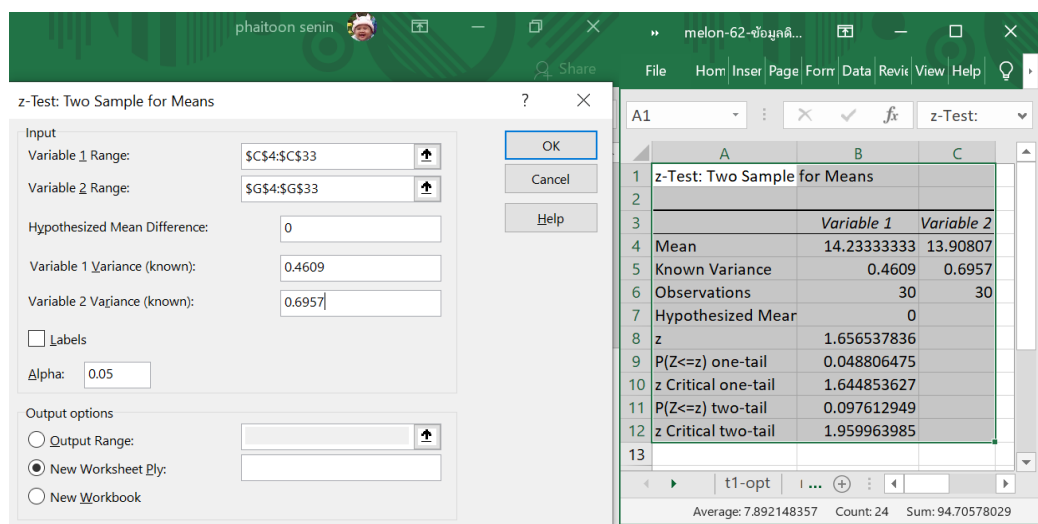 phaitoon senin
Share
z-Test: Two Sample for Means ?
Input
Variable 1 Range: $C$4:$C$33
Variable 2 Range: $G$4:$G$33
Hypothesized Mean Difference: 0
Variable 1 Variance (known): 0.4609
Variable 2 Variance (known): 0.6957
Labels
Alpha: 0.05
Output options
Output Range:
New Worksheet Ply:
New Workbook
OK
Cancel
Help
melon-62-ข้อมูลดิ...
File Hom Inser Page Forr Data Revie View Help
A1 fx z-Test:
A B C
1 z-Test: Two Sample for Means
2
3 Variable 1 Variable 2
4 Mean 14.23333333 13.90807
5 Known Variance 0.4609 0.6957
6 Observations 30 30
7 Hypothesized Mear 0
8 z 1.656537836
9 P(Z<=z) one-tail 0.048806475
10 z Critical one-tail 1.644853627
11 P(Z<=z) two-tail 0.097612949
12 z Critical two-tail 1.959963985
13
t1-opt ...
Average: 7.892148357 Count: 24 Sum: 94.70578029